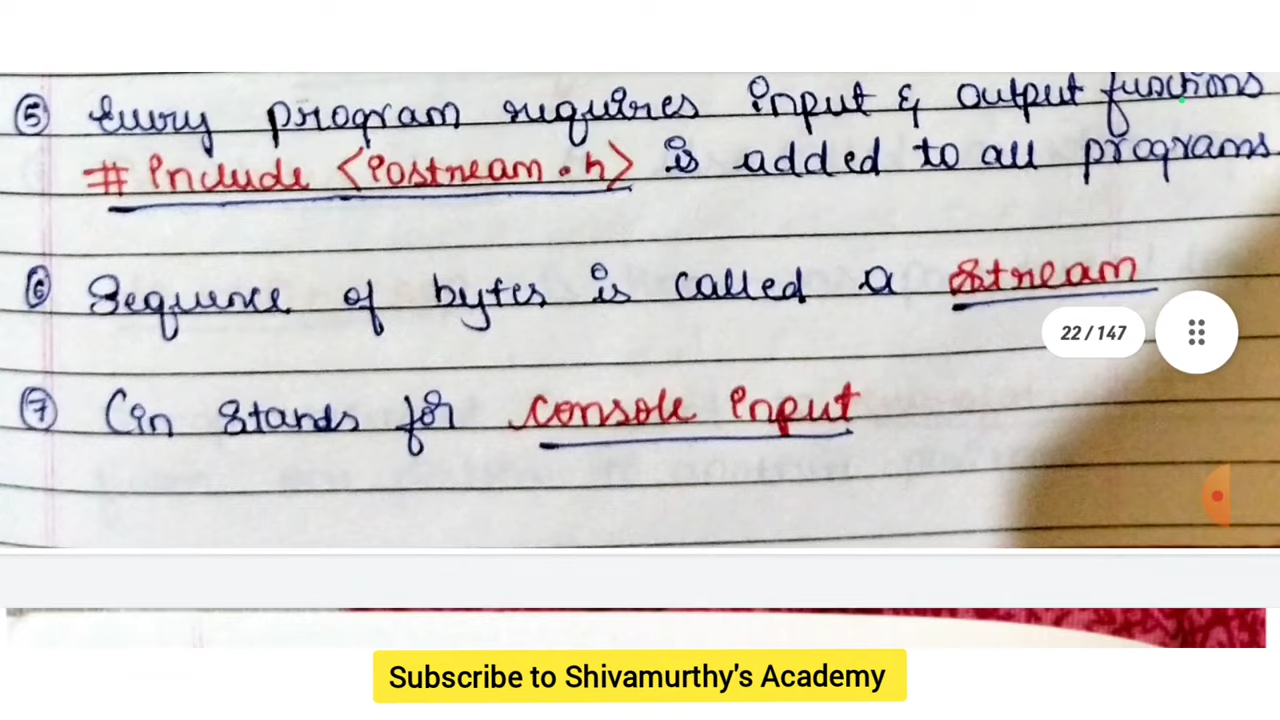 ⑤ Every program requires input & output functions
# include <iostream.h> is added to all programs
⑥ Sequence of bytes is called a stream
22 / 147
⑦ Cin stands for console input
Subscribe to Shivamurthy's Academy